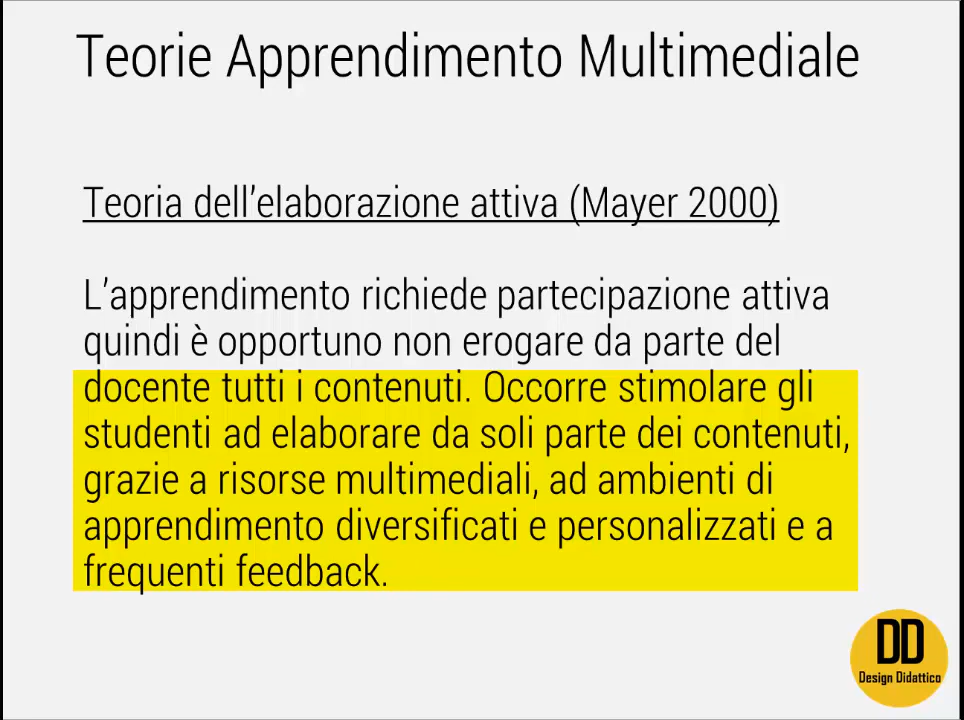 Teorie Apprendimento Multimediale
Teoria dell'elaborazione attiva (Mayer 2000)
L'apprendimento richiede partecipazione attiva
quindi è opportuno non erogare da parte del
docente tutti i contenuti. Occorre stimolare gli
studenti ad elaborare da soli parte dei contenuti,
grazie a risorse multimediali, ad ambienti di
apprendimento diversificati e personalizzati e a
frequenti feedback.
DD
Design Didattico